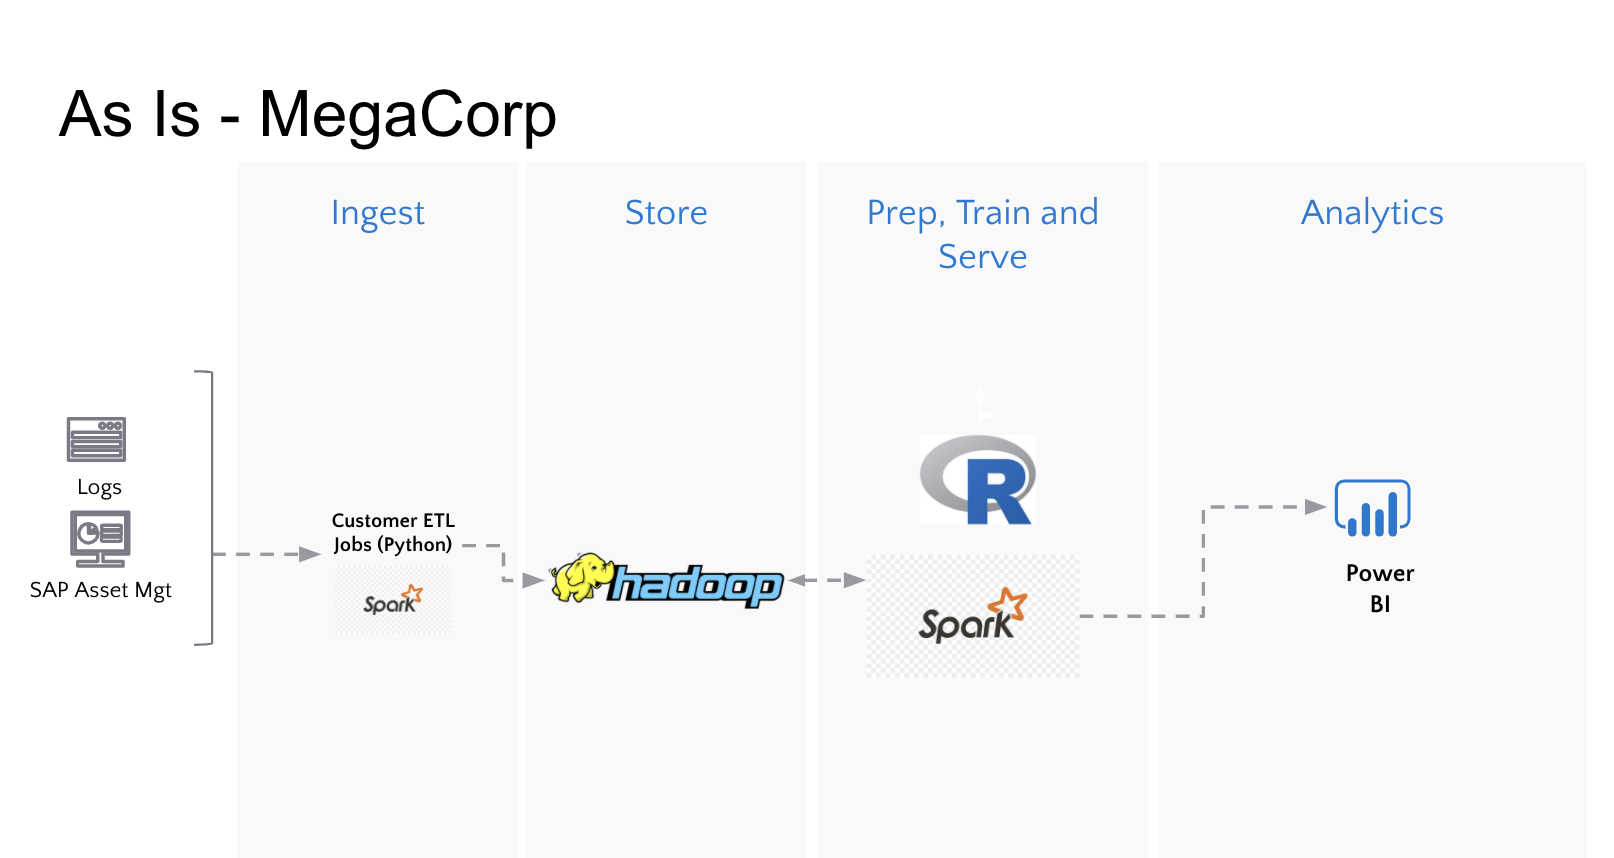 As Is - MegaCorp
Ingest
Store
Prep, Train and
Serve
Analytics
Logs
SAP Asset Mgt
Customer ETL
Jobs (Python)
Spark
hadoop
R
Spark
Power
BI